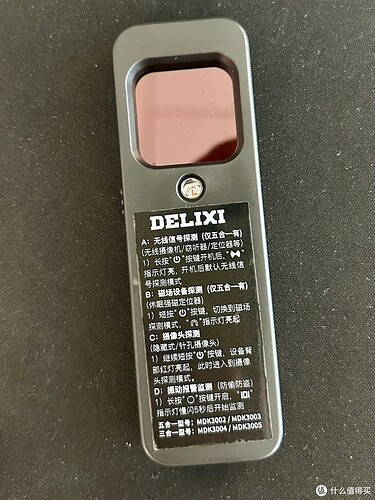 DELIXI
A：无线信号探测（仅五合一有）
（无线摄像机/窃听器/定位器等）
1）长按“⏻”按键开机后，“
指示灯亮，开机后默认无线信
号探测模式
B：磁场设备探测（仅五合一有）
（休眠强磁定位器）
1）短按“⏻”按键，切换到磁场
探测模式，“”指示灯亮起
C：摄像头探测
（隐藏式/针孔摄像头）
1）继续短按“⏻”按键，设备背
部红灯亮起，此时进入到摄像
头探测模式。
D：振动报警监测（防偷防盗）
1）长按“○”按键开启，“”
指示灯慢闪5秒后开始监测
五合一型号：MDK3002 / MDK3003
三合一型号：MDK3004 / MDK3005
值 什么值得买